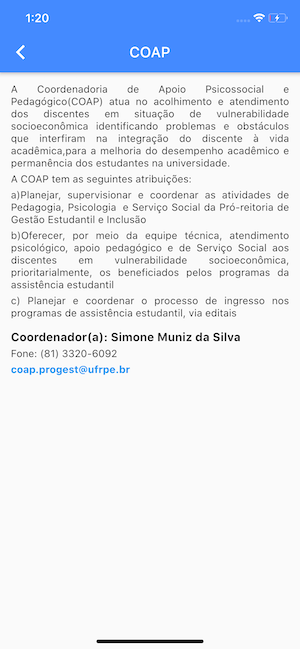 1:20
COAP
A Coordenadoria de Apoio Psicossocial e
Pedagógico(COAP) atua no acolhimento e atendimento
dos discentes em situação de vulnerabilidade
socioeconômica identificando problemas e obstáculos
que interfiram na integração do discente à vida
acadêmica,para a melhoria do desempenho acadêmico e
permanência dos estudantes na universidade.
A COAP tem as seguintes atribuições:
a)Planejar, supervisionar e coordenar as atividades de
Pedagogia, Psicologia e Serviço Social da Pró-reitoria de
Gestão Estudantil e Inclusão
b)Oferecer, por meio da equipe técnica, atendimento
psicológico, apoio pedagógico e de Serviço Social aos
discentes em vulnerabilidade socioeconômica,
prioritarialmente, os beneficiados pelos programas da
assistência estudantil
c) Planejar e coordenar o processo de ingresso nos
programas de assistência estudantil, via editais
Coordenador(a): Simone Muniz da Silva
Fone: (81) 3320-6092
coap.progest@ufrpe.br